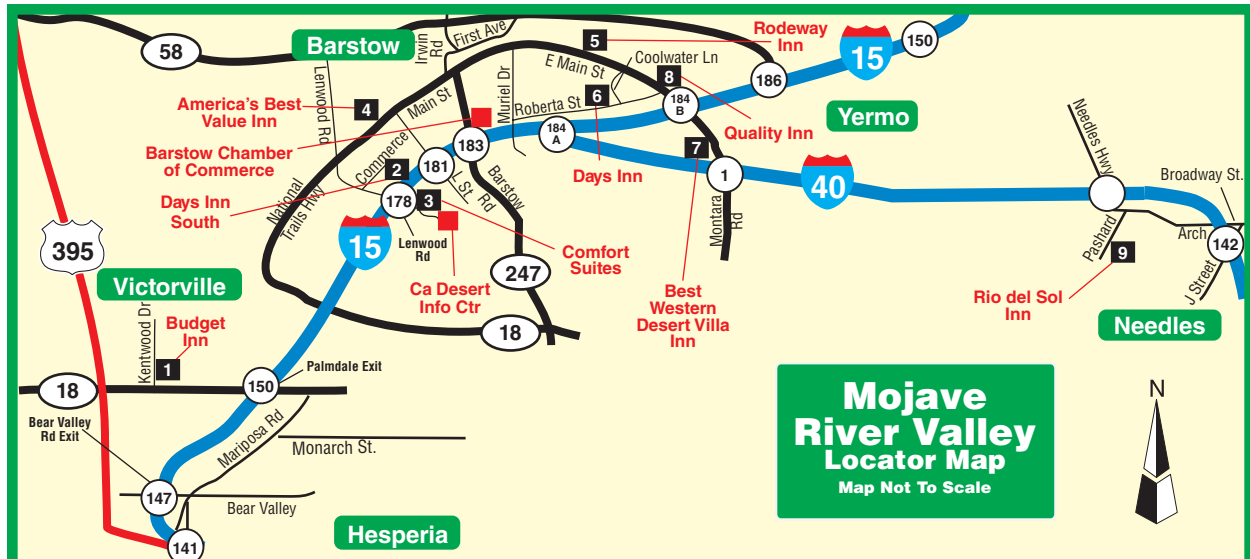 58
Barstow
Irwin
Rd
First Ave
5
Rodeway
Inn
15
150
Lenwood Rd
E Main St
Coolwater Ln
186
America's Best
Value Inn
4
Main St
Muriel Dr
Roberta St
6
8
184
B
Yermo
Needles Hwy
Barstow Chamber
of Commerce
183
184
A
Quality Inn
Commerce
2
181
L St.
7
1
Days Inn
40
Broadway St.
Days Inn
South
National
Trails Hwy
178
3
Barstow
Rd
Montara
Rd
Pashard
Arch
142
395
15
Lenwood
Rd
Comfort
Suites
9
J Street
247
Victorville
Ca Desert
Info Ctr
Best
Western
Desert Villa
Inn
Rio del Sol
Inn
Needles
Kentwood Dr
Budget
Inn
1
18
Palmdale Exit
18
150
Mojave
River Valley
Locator Map
Map Not To Scale
N
Bear Valley
Rd Exit
Mariposa Rd
Monarch St.
147
Bear Valley
141
Hesperia